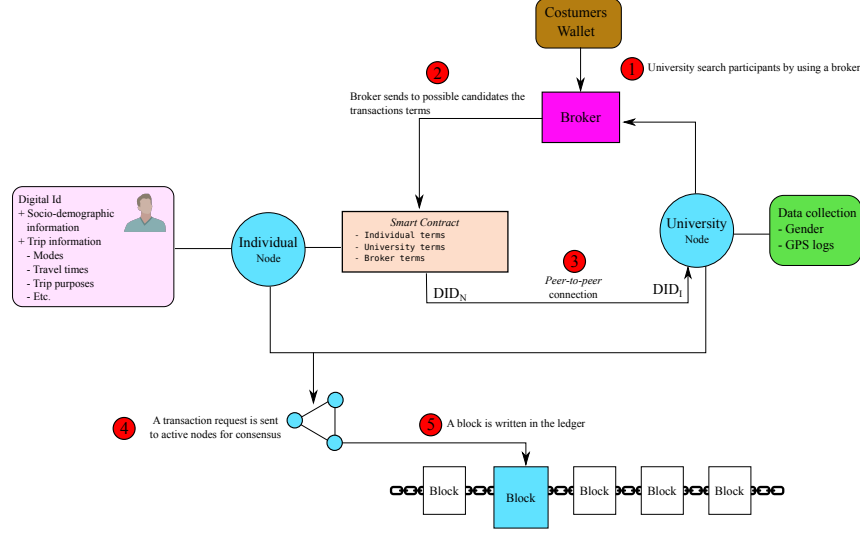 Costumers
Wallet
1
University search participants by using a broker
2
Broker sends to possible candidates the
transactions terms
Broker
Digital Id
+ Socio-demographic
information
+ Trip information
- Modes
- Travel times
- Trip purposes
- Etc.
Individual
Node
Smart Contract
- Individual terms
- University terms
- Broker terms
University
Node
Data collection
- Gender
- GPS logs
3
Peer-to-peer
connection
DID_N
DID_I
4
A transaction request is sent
to active nodes for consensus
5
A block is written in the ledger
Block
Block
Block
Block
Block